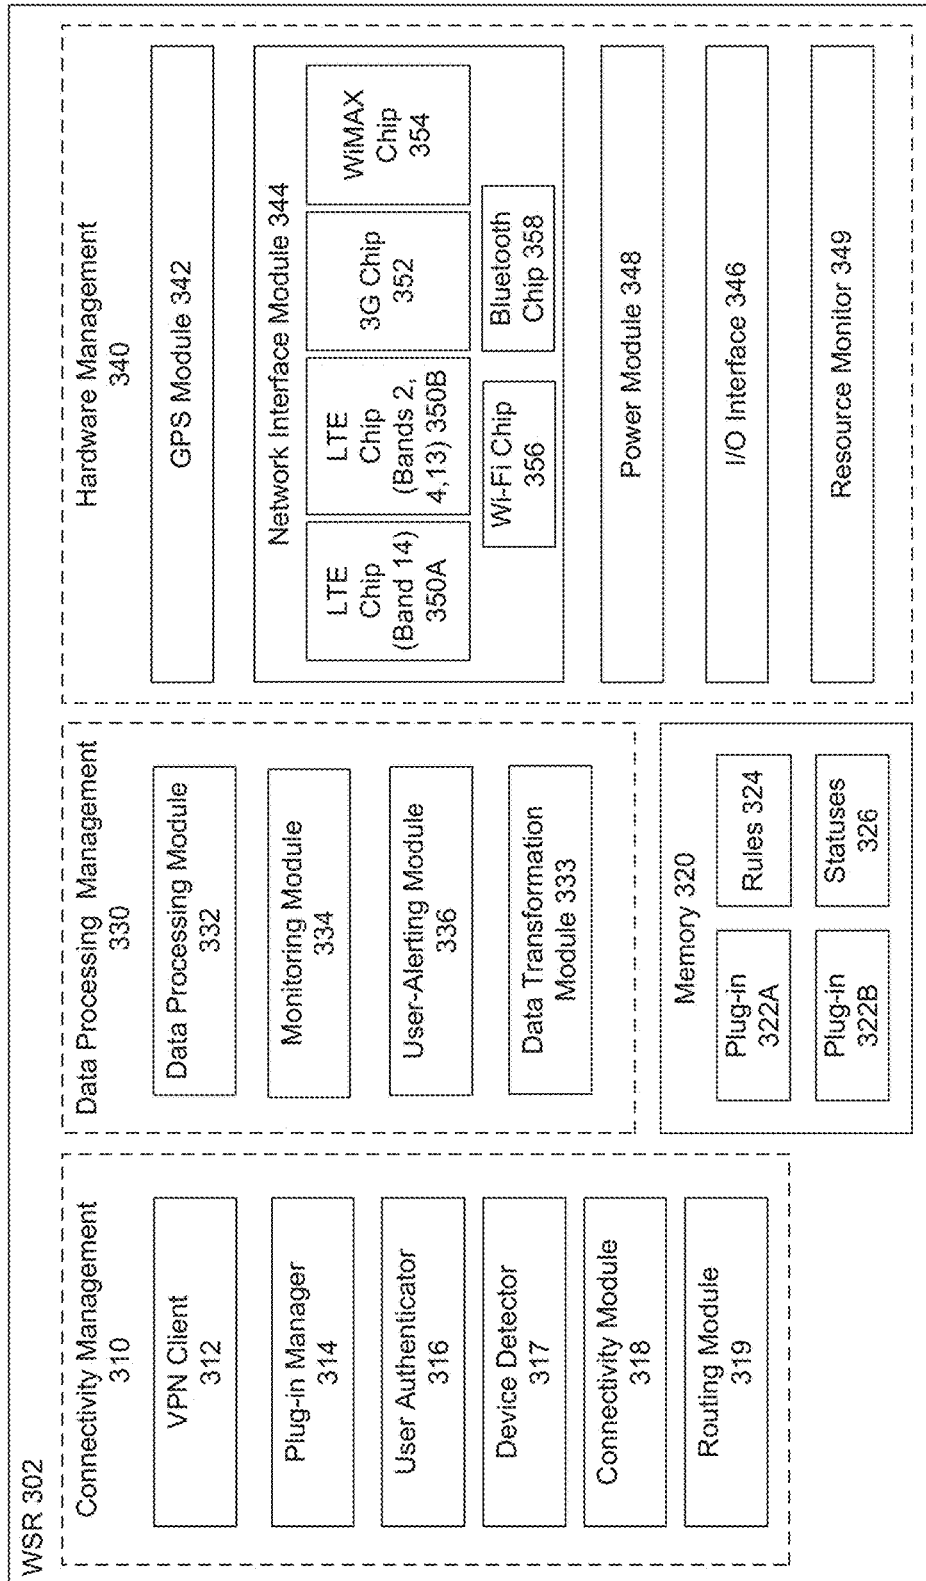 WSR 302
Connectivity Management
310
VPN Client
312
Plug-in Manager
314
User Authenticator
316
Device Detector
317
Connectivity Module
318
Routing Module
319
Data Processing Management
330
Data Processing Module
332
Monitoring Module
334
User-Alerting Module
336
Data Transformation
Module 333
Memory 320
Plug-in
322A
Rules 324
Plug-in
322B
Statuses
326
Hardware Management
340
GPS Module 342
Network Interface Module 344
LTE
Chip
(Band 14)
350A
LTE
Chip
(Bands 2,
4,13) 350B
3G Chip
352
WiMAX
Chip
354
Wi-Fi Chip
356
Bluetooth
Chip 358
Power Module 348
I/O Interface 346
Resource Monitor 349